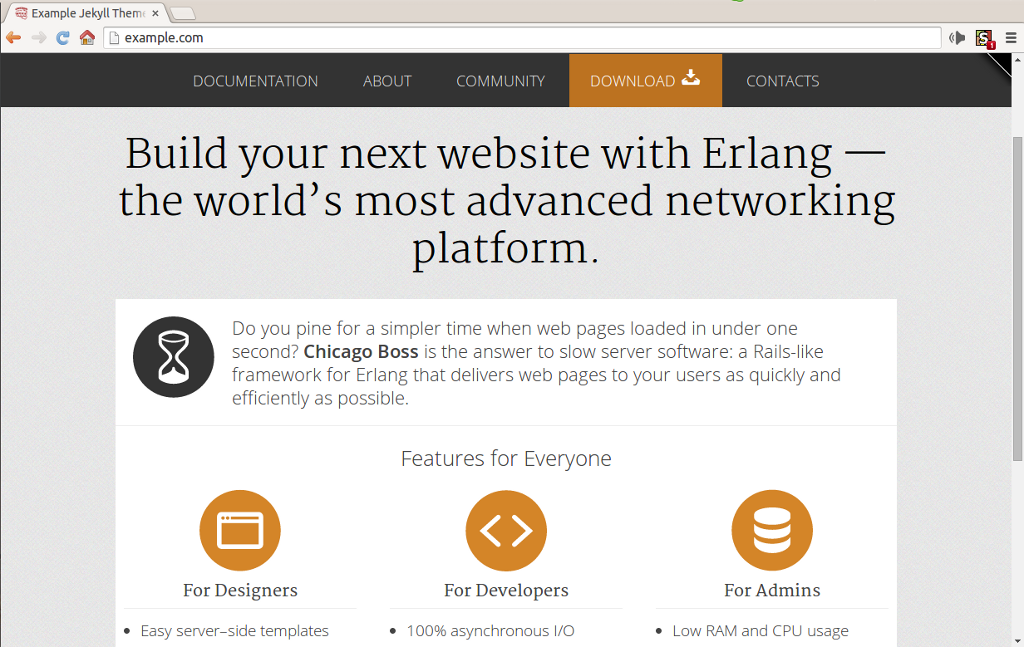 Example Jekyll Theme
example.com
1
DOCUMENTATION ABOUT COMMUNITY DOWNLOAD CONTACTS
Build your next website with Erlang —
the world’s most advanced networking
platform.
Do you pine for a simpler time when web pages loaded in under one
second? Chicago Boss is the answer to slow server software: a Rails-like
framework for Erlang that delivers web pages to your users as quickly and
efficiently as possible.
Features for Everyone
For Designers For Developers For Admins
Easy server–side templates 100% asynchronous I/O Low RAM and CPU usage